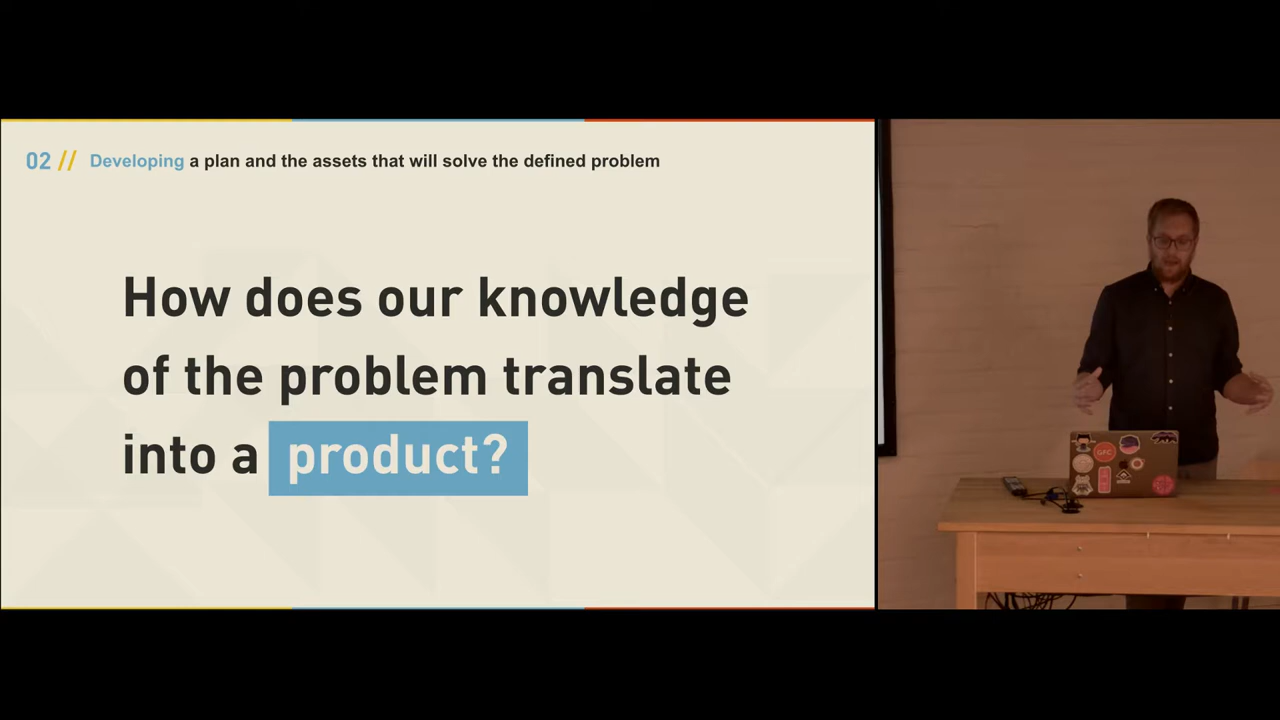 02 // Developing a plan and the assets that will solve the defined problem
How does our knowledge
of the problem translate
into a product?
GFC